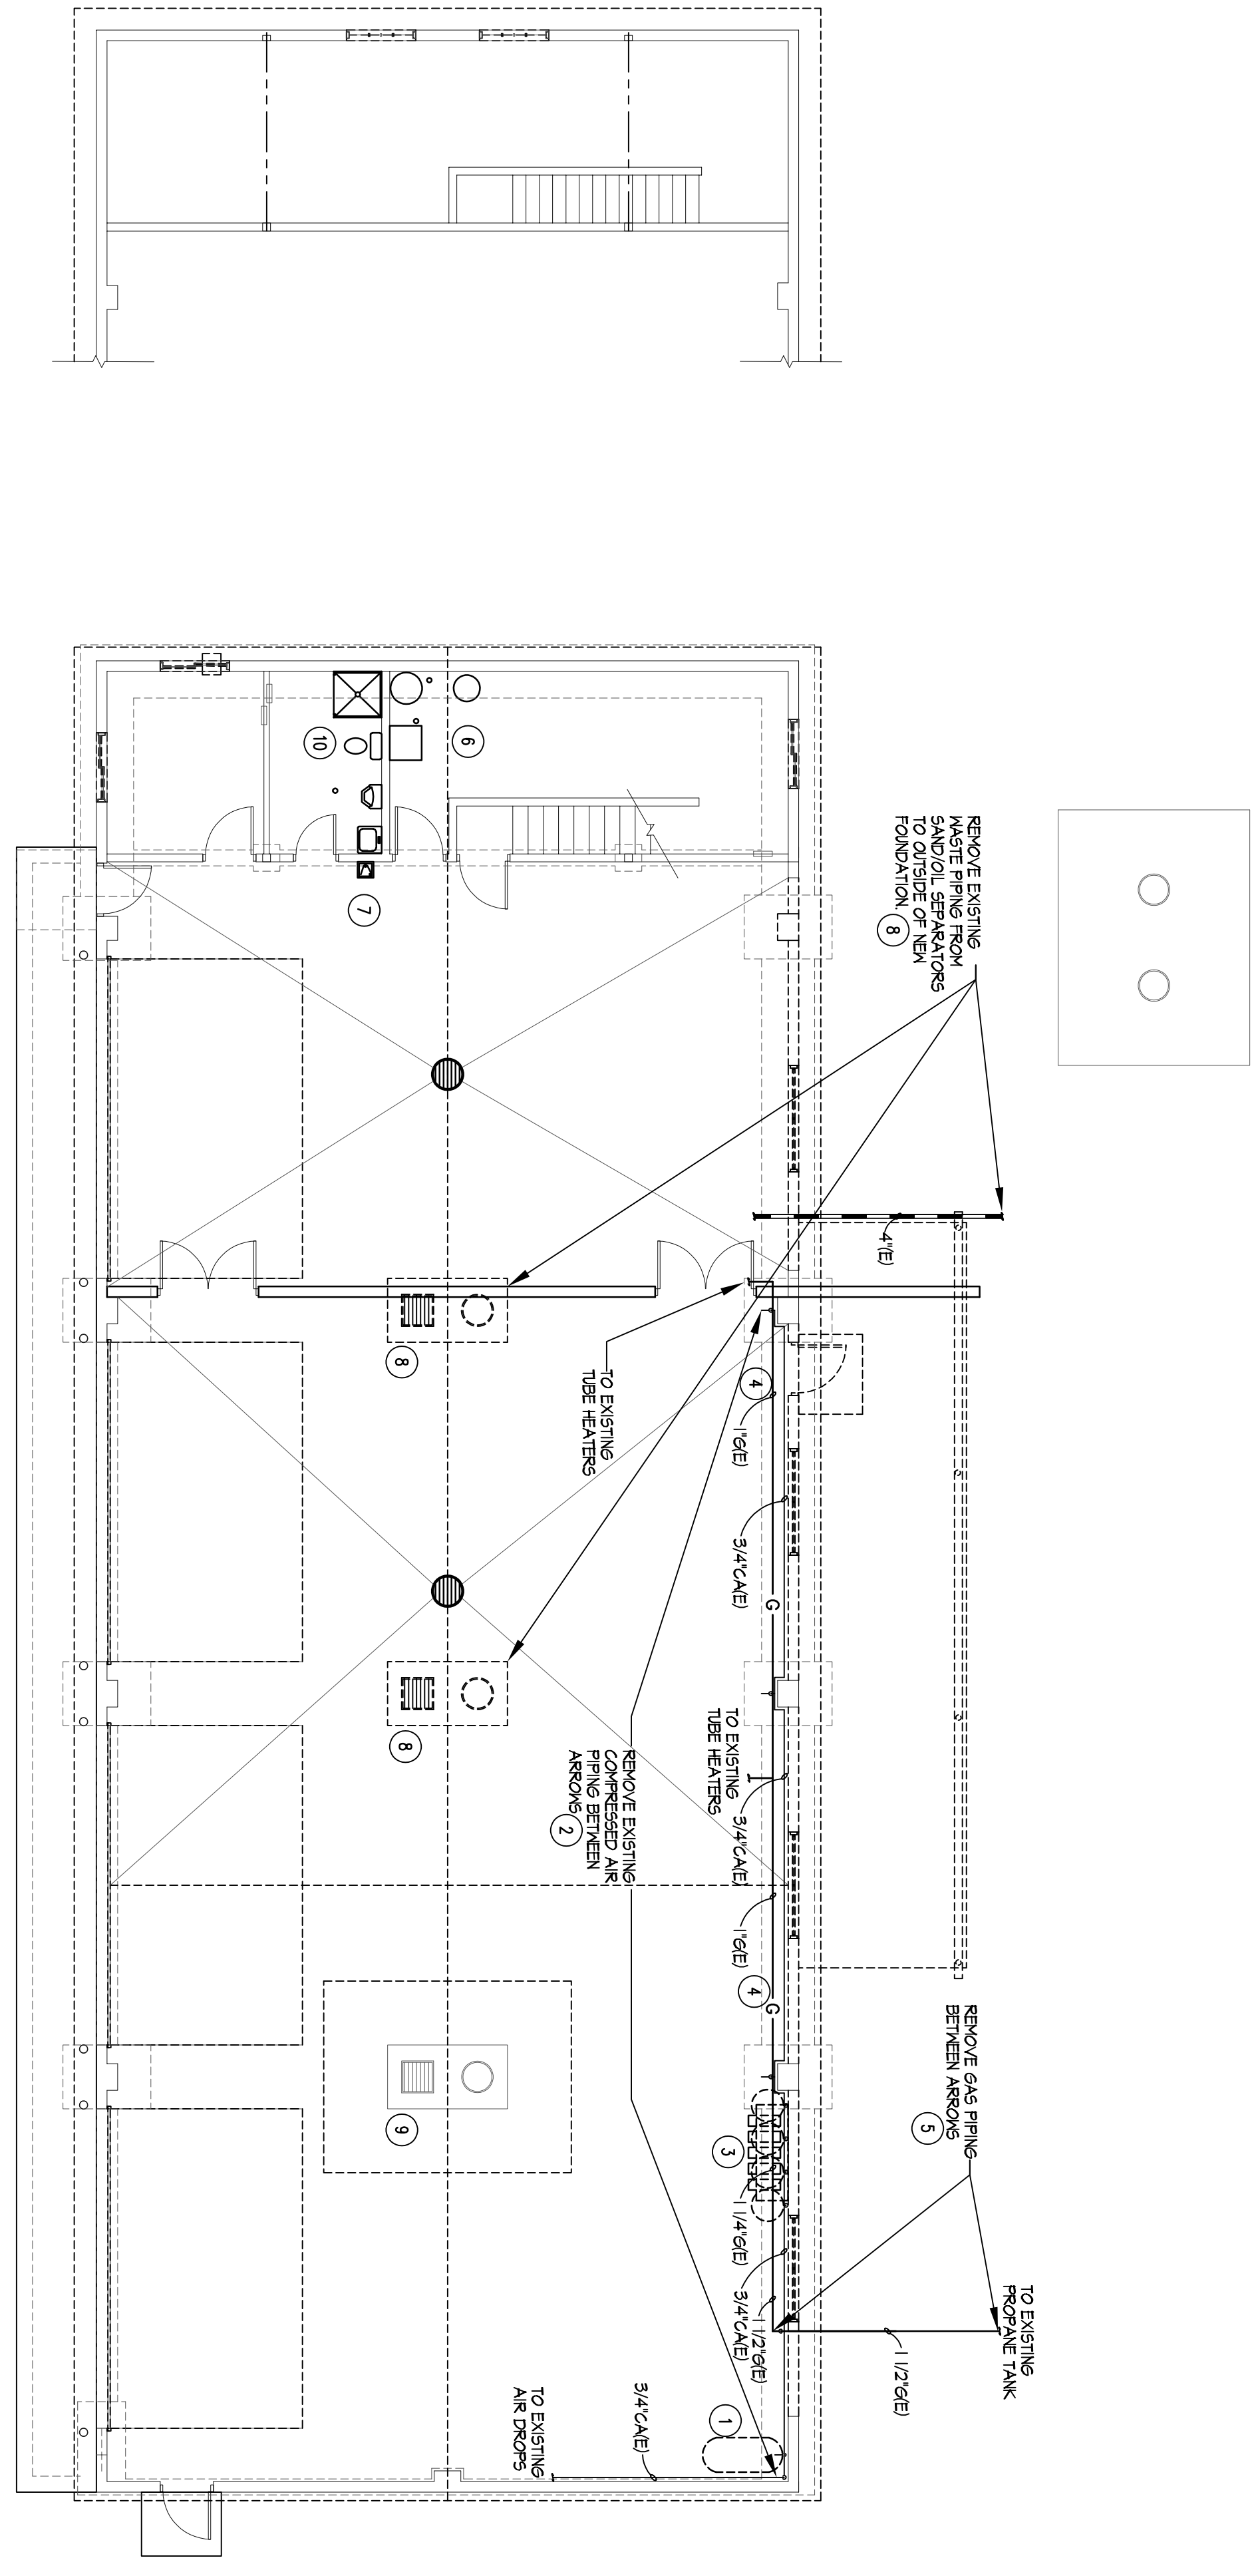 REMOVE EXISTING
WASTE PIPING FROM
SAND/OIL SEPARATORS
TO OUTSIDE OF NEW
FOUNDATION.
8
6
10
7
4"(E)
8
TO EXISTING
TUBE HEATERS
4
1"G(E)
3/4"CA(E)
G
8
TO EXISTING
TUBE HEATERS
REMOVE EXISTING
COMPRESSED AIR
PIPING BETWEEN
ARROWS
2
3/4"CA(E)
1"G(E)
4
G
REMOVE GAS PIPING
BETWEEN ARROWS
5
9
3
1 1/4"G(E)
3/4"CA(E)
1 1/2"G(E)
1 1/2"G(E)
TO EXISTING
PROPANE TANK
1
3/4"CA(E)
TO EXISTING
AIR DROPS